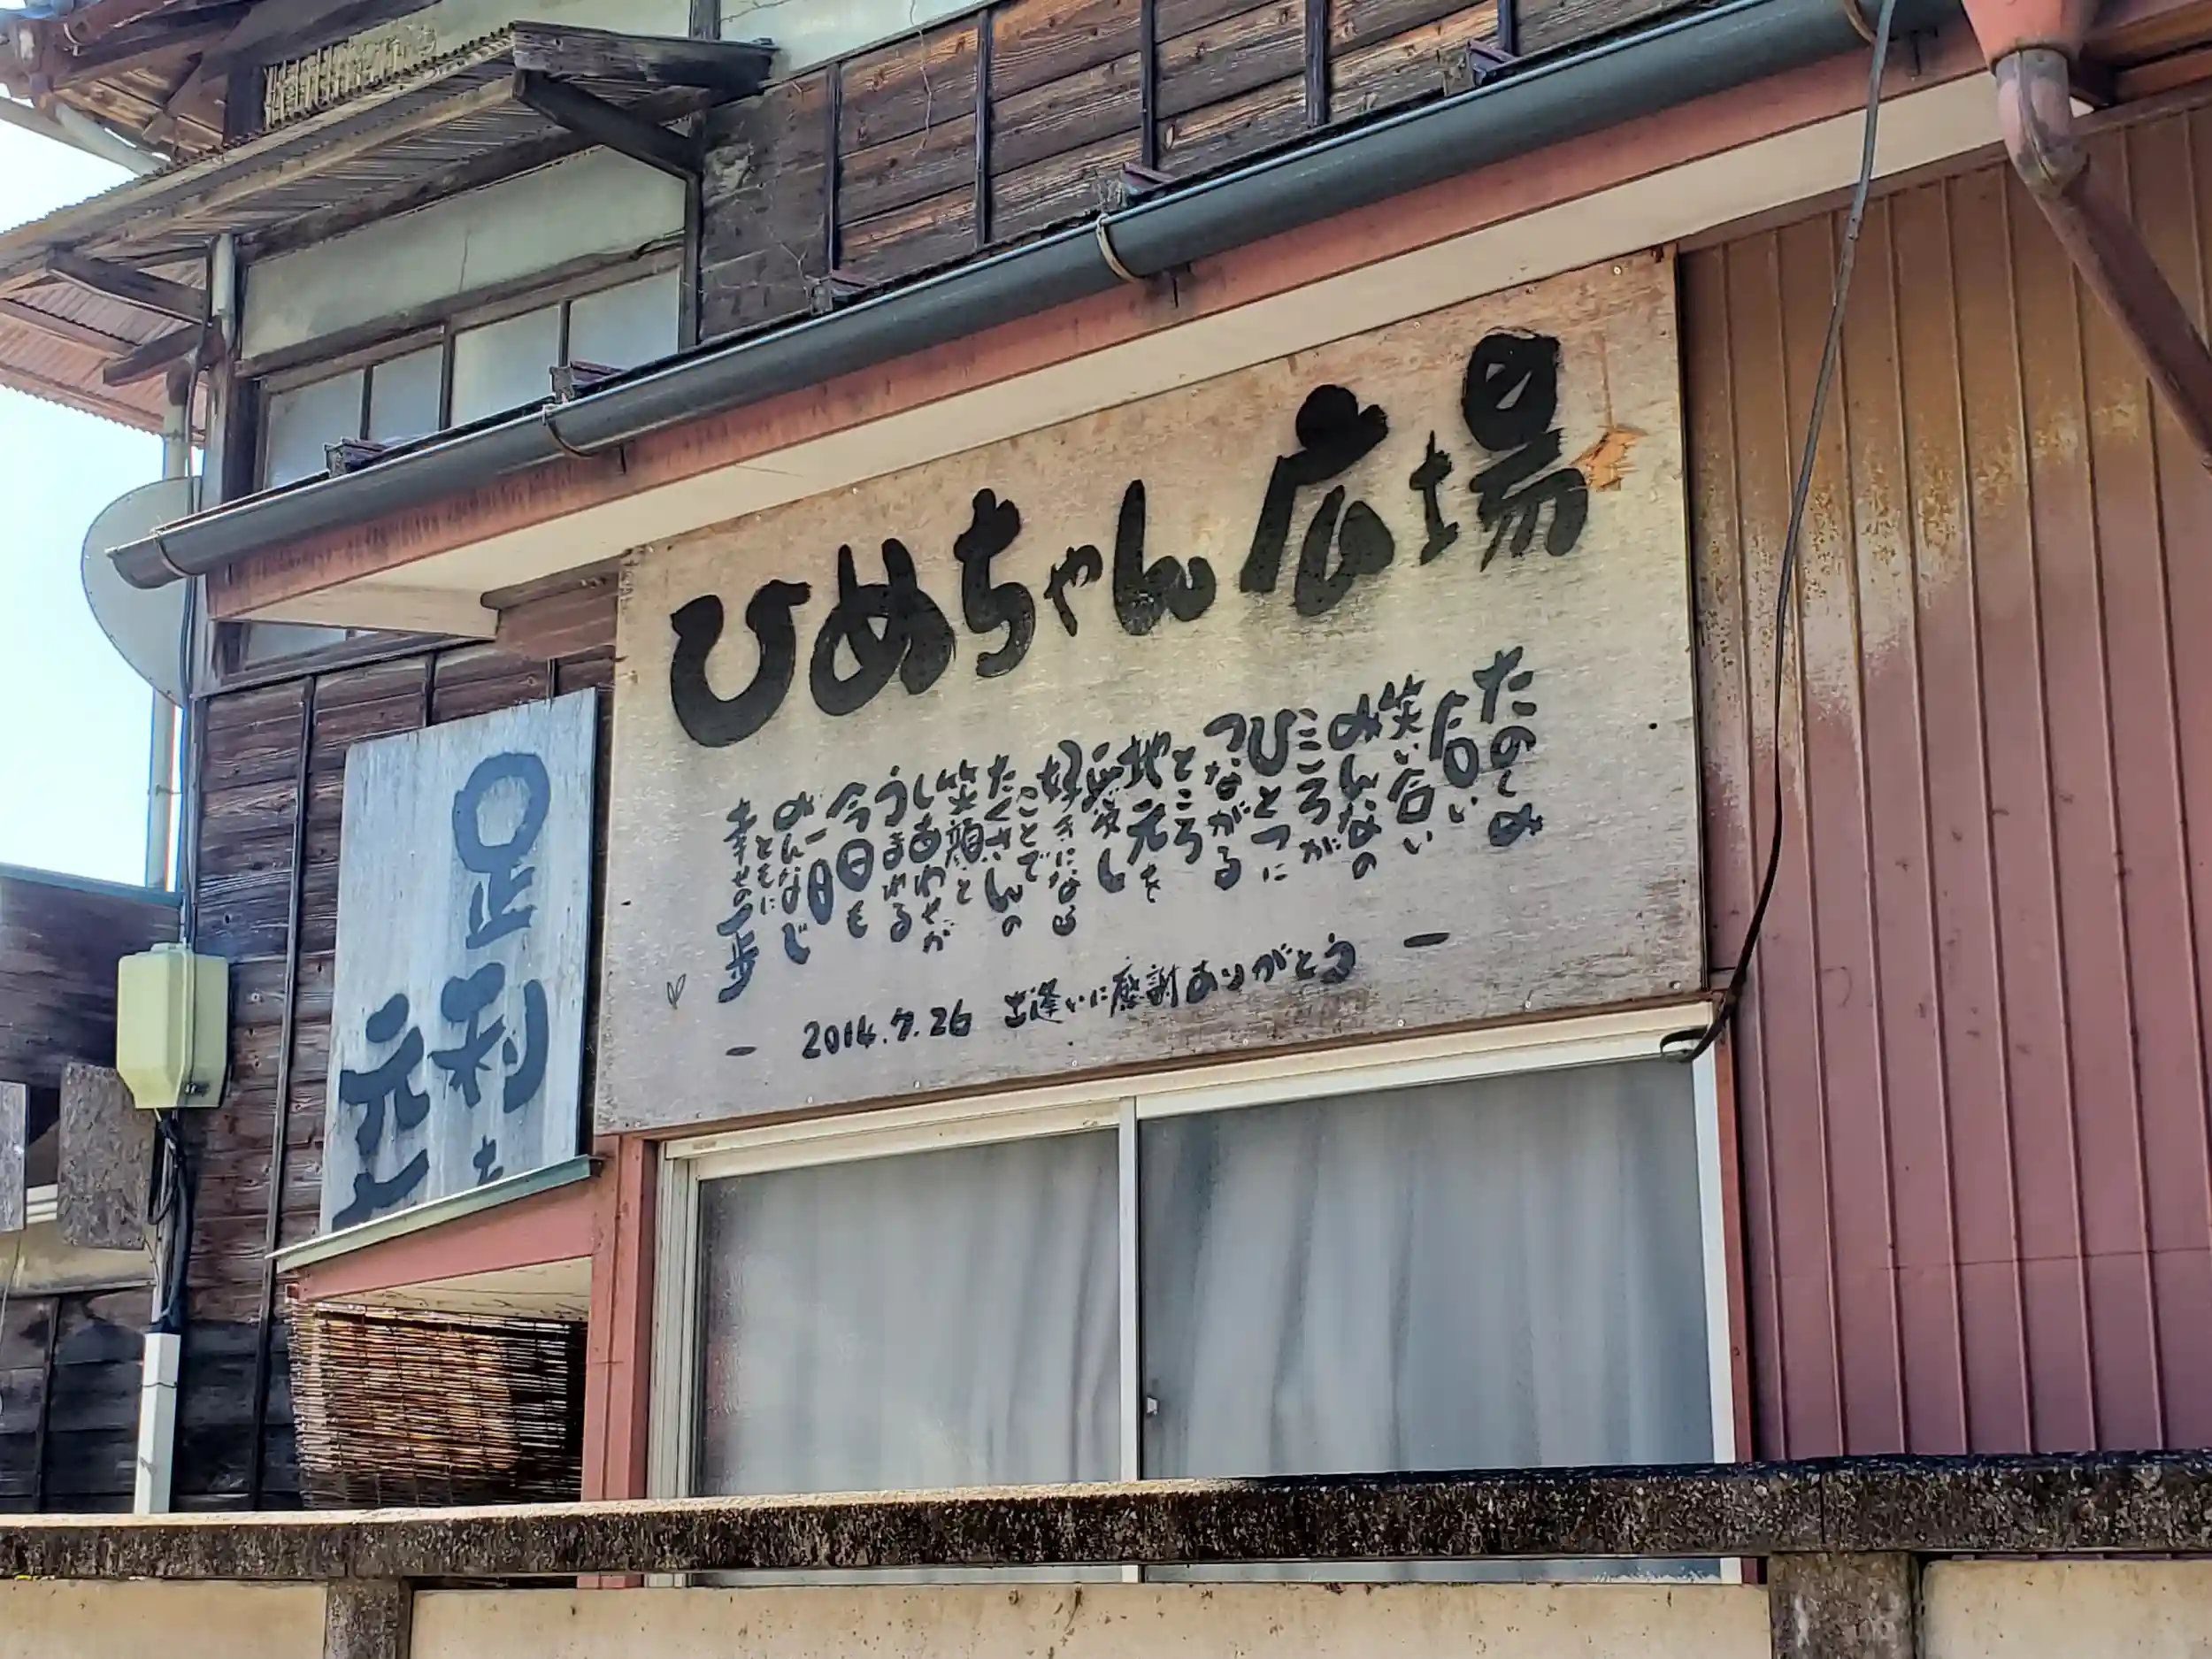 ひめちゃん広場
たのしめ
合い
笑い合い
みんなの
こころが
ひとつに
つながる
ところ
地元を
好きになる
ことで
たくさんの
笑顔と
しあわせが
うまれる
今日も
一日
みんなで
ともに
幸せの一歩
— 2014.7.26 出逢いに感謝ありがとう —
足利
元